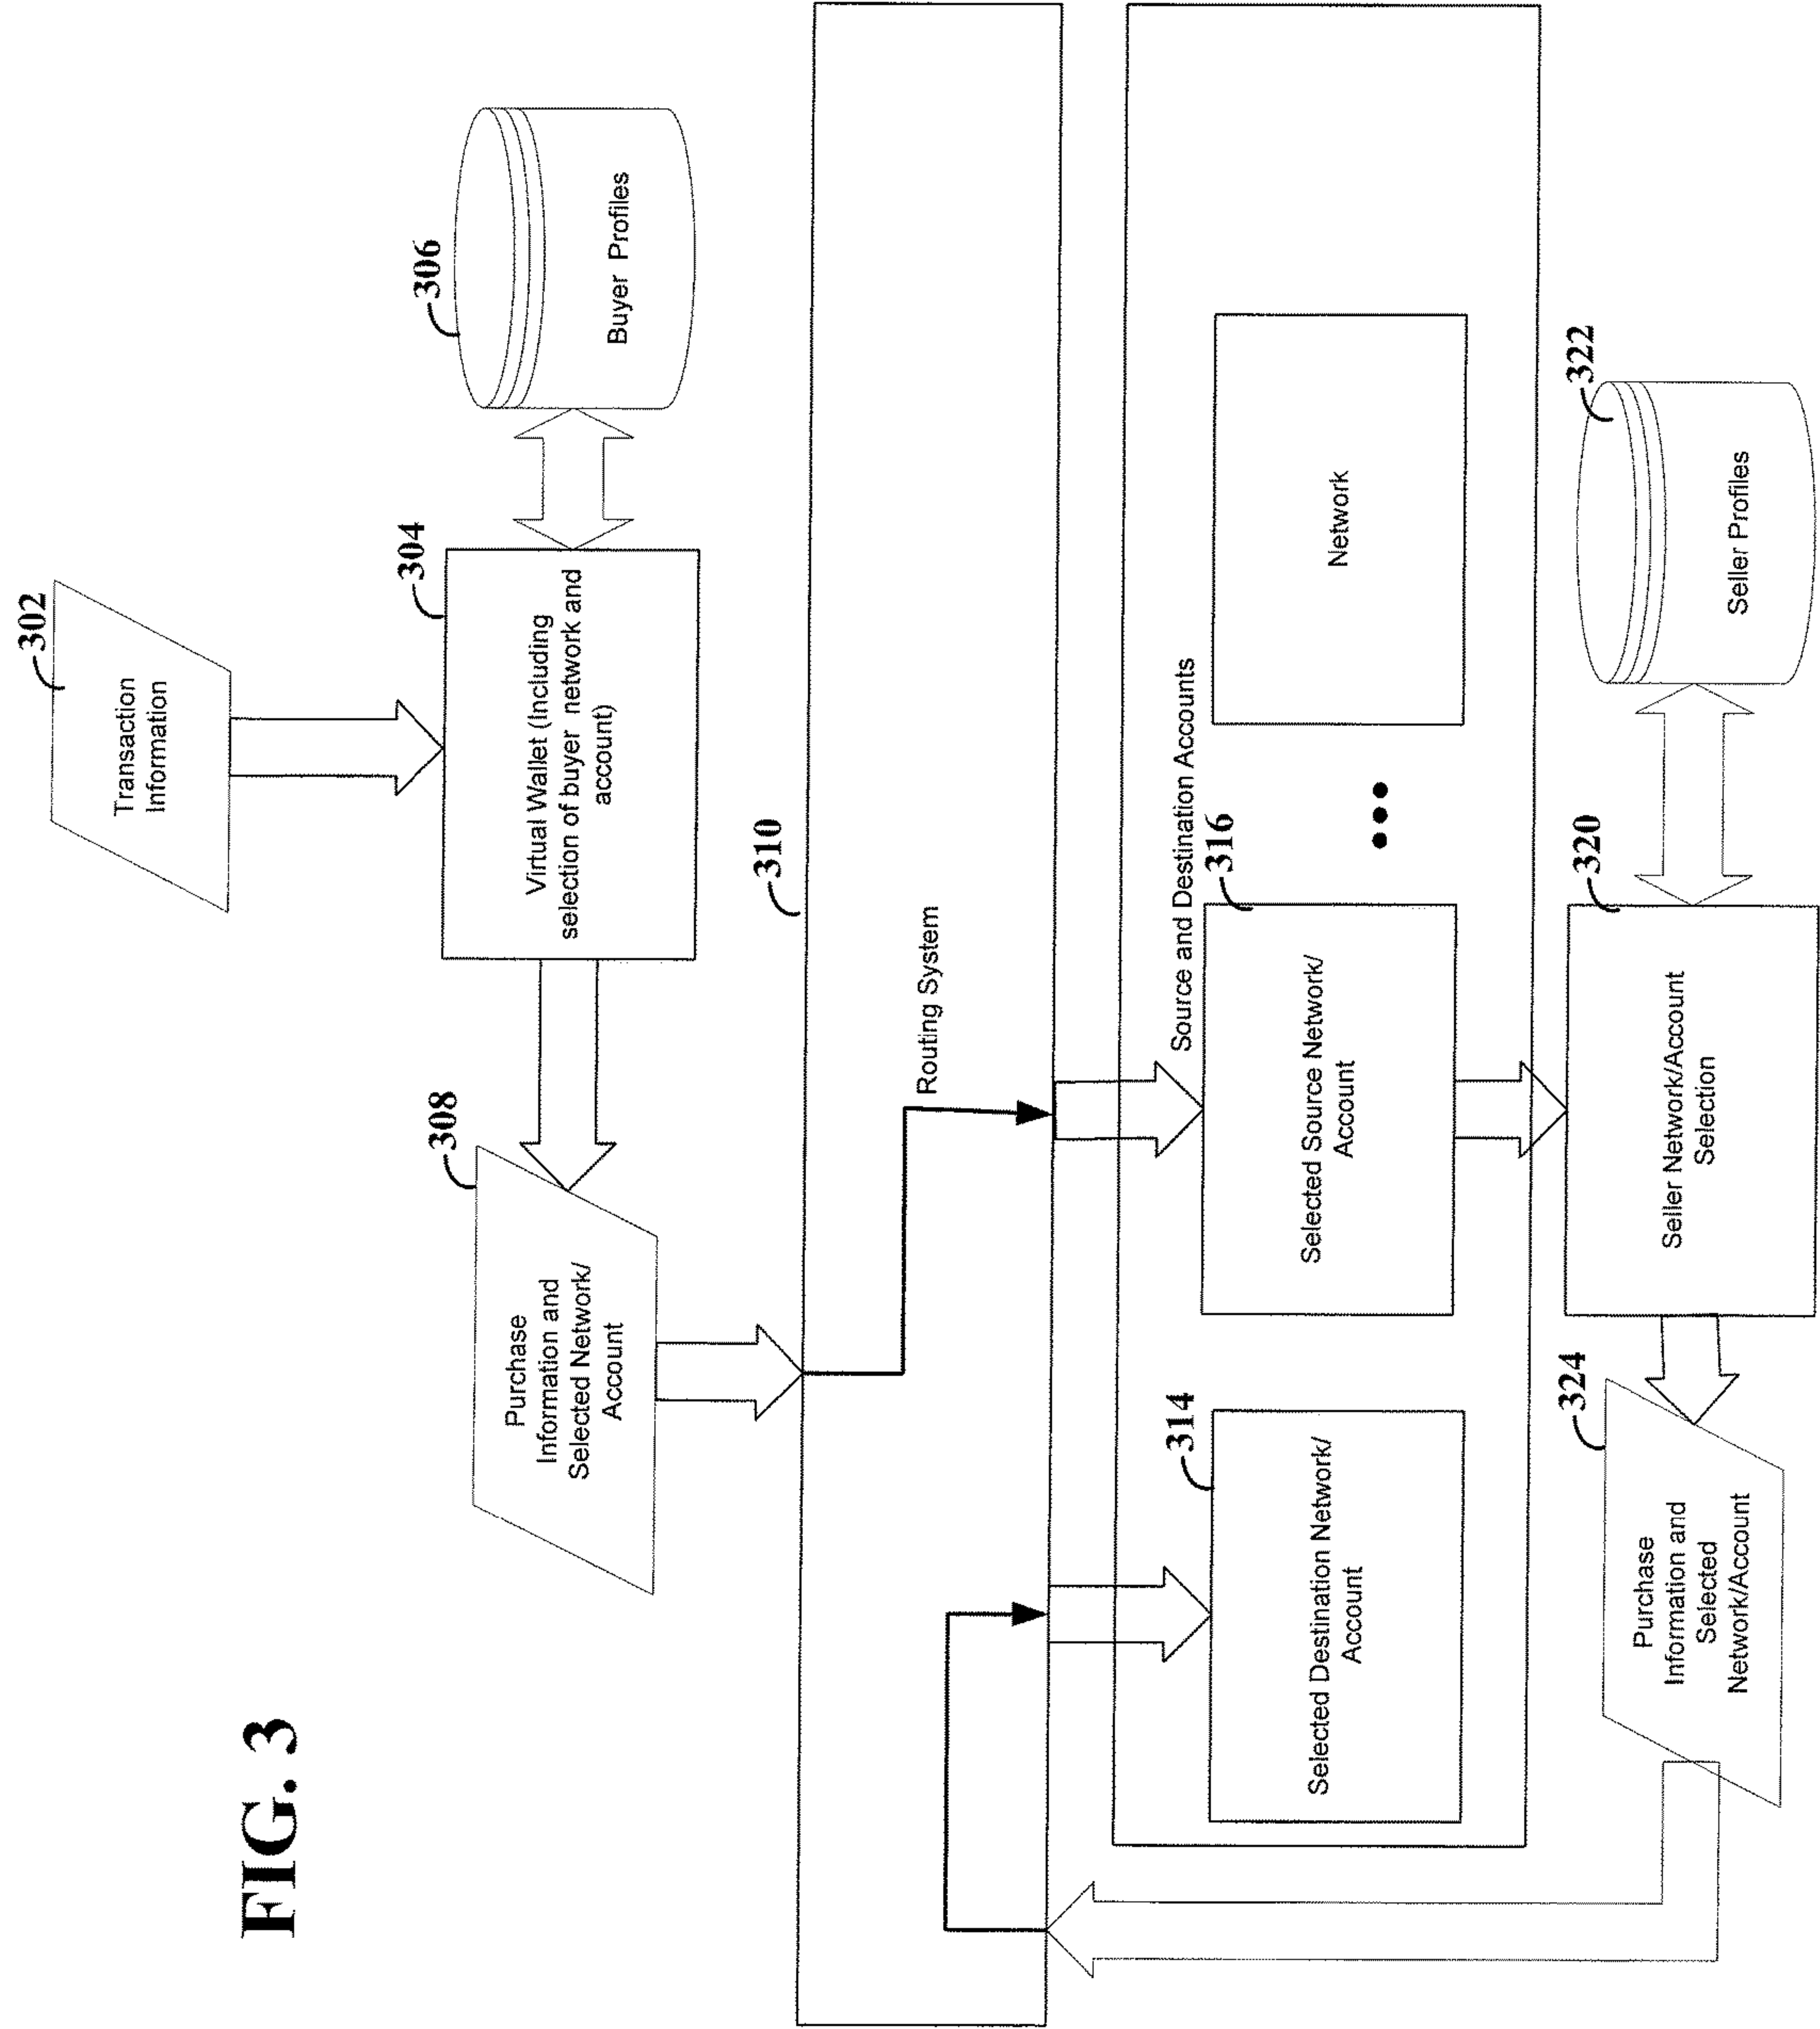 FIG. 3
302
Transaction
Information
304
Virtual Wallet (Including
selection of buyer network and
account)
306
Buyer Profiles
308
Purchase
Information and
Selected Network/
Account
310
Routing System
Source and Destination Accounts
314
Selected Destination Network/
Account
316
Selected Source Network/
Account
Network
320
Seller Network/Account
Selection
322
Seller Profiles
324
Purchase
Information and
Selected
Network/Account